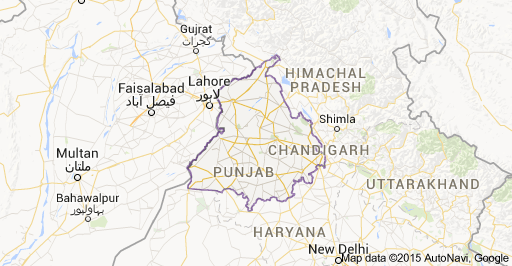 Gujrat
گجرات
Lahore
لاہور
HIMACHAL
PRADESH
Faisalabad
فیصل آباد
Shimla
CHANDIGARH
Multan
ملتان
PUNJAB
UTTARAKHAND
Bahawalpur
بہاولپور
HARYANA
New Delhi
Map data ©2015 AutoNavi, Google